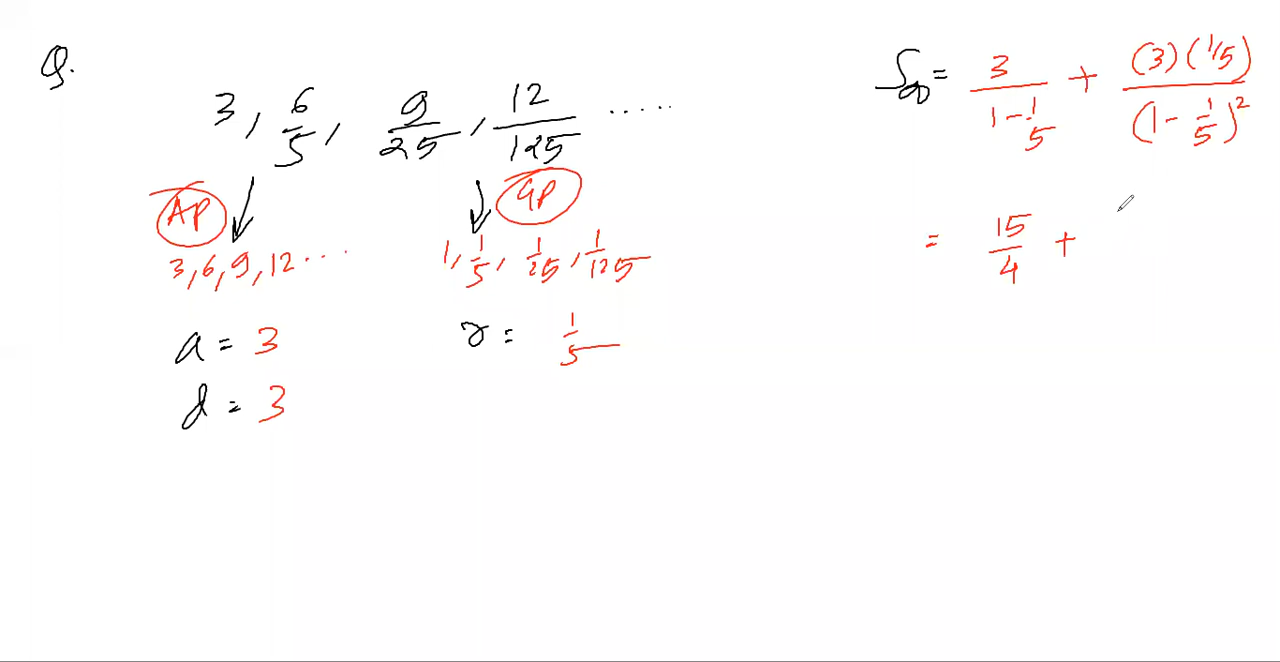 Q.
3, 6/5, 9/25, 12/125 .....
AP
GP
3, 6, 9, 12 ...
1, 1/5, 1/25, 1/125
a = 3
r = 1/5
d = 3
S∞ = 3/(1 - 1/5) + (3)(1/5)/(1 - 1/5)²
= 15/4 +